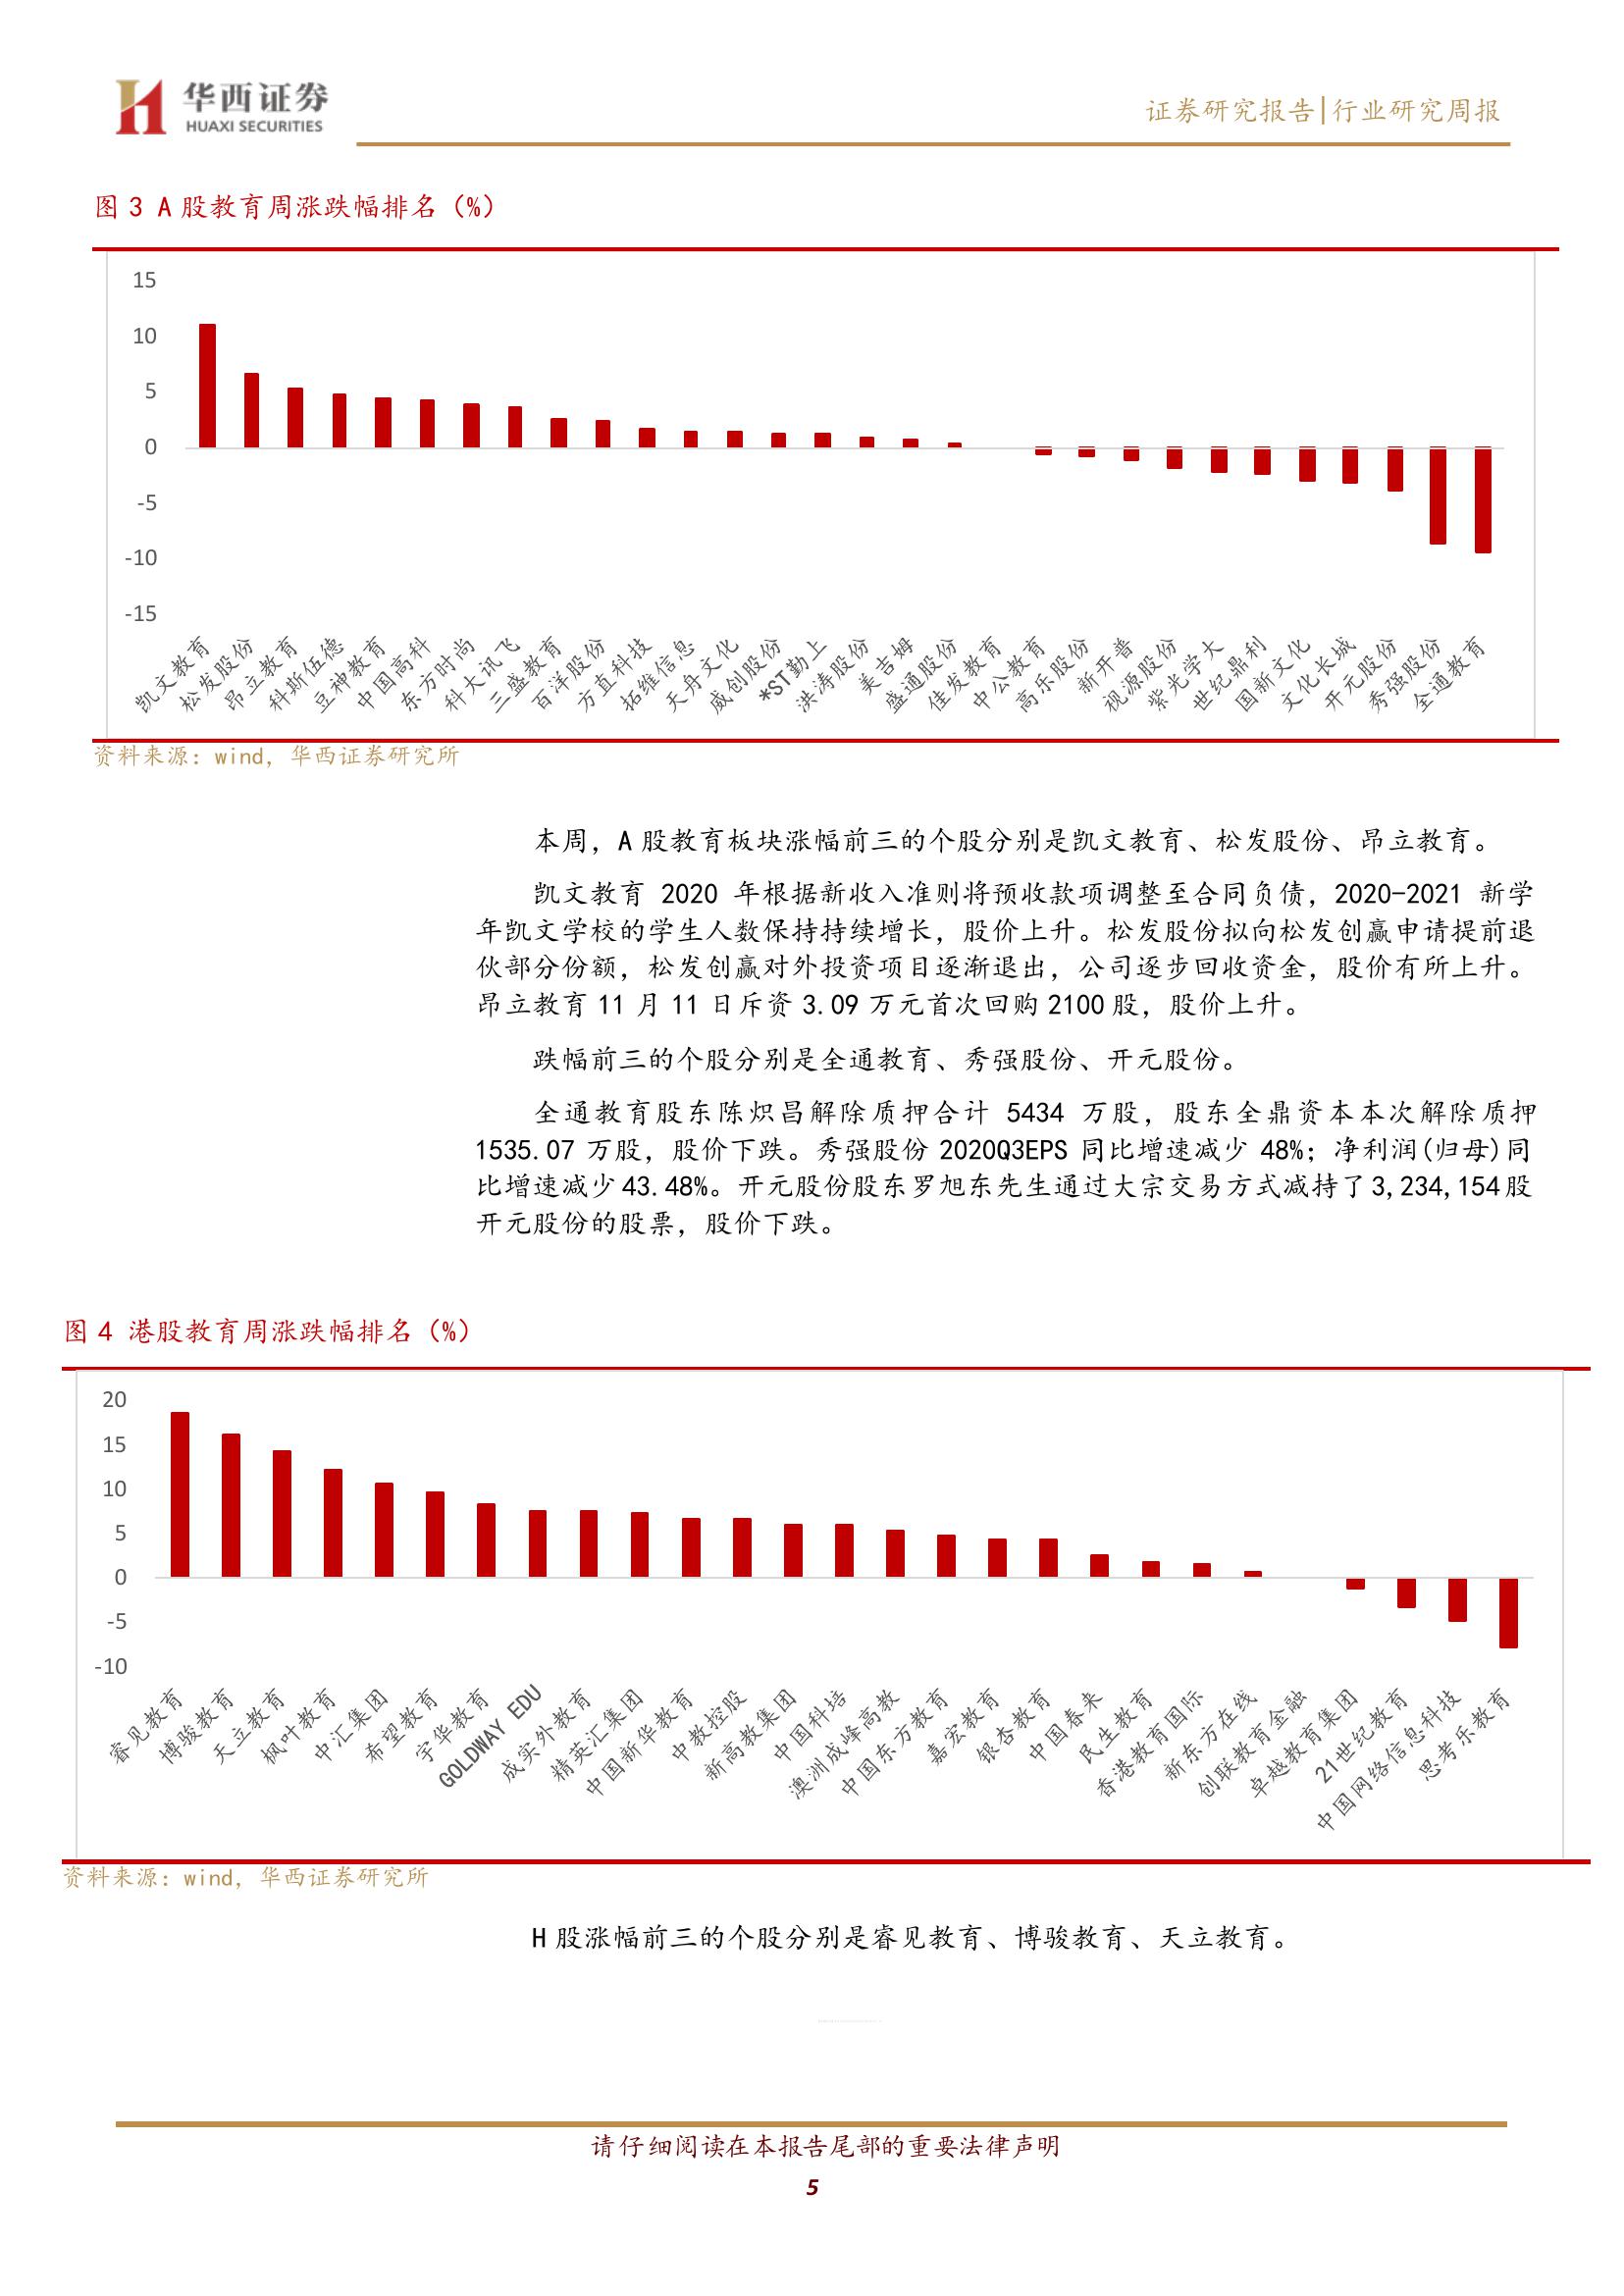 华西证券
HUAXI SECURITIES
证券研究报告|行业研究周报
图 3 A 股教育周涨跌幅排名（%）
15
10
5
0
-5
-10
-15
凯文教育
松发股份
昂立教育
科斯伍德
豆神教育
中国高科
东方时尚
科大讯飞
三盛教育
百洋股份
方直科技
拓维信息
天舟文化
威创股份
*ST勤上
洪涛股份
美吉姆
盛通股份
佳发教育
中公教育
高乐股份
新开普
视源股份
紫光学大
世纪鼎利
国新文化
文化长城
开元股份
秀强股份
全通教育
资料来源：wind，华西证券研究所
本周，A 股教育板块涨幅前三的个股分别是凯文教育、松发股份、昂立教育。
凯文教育 2020 年根据新收入准则将预收款项调整至合同负债，2020-2021 新学
年凯文学校的学生人数保持持续增长，股价上升。松发股份拟向松发创赢申请提前退
伙部分份额，松发创赢对外投资项目逐渐退出，公司逐步回收资金，股价有所上升。
昂立教育 11 月 11 日斥资 3.09 万元首次回购 2100 股，股价上升。
跌幅前三的个股分别是全通教育、秀强股份、开元股份。
全通教育股东陈炽昌解除质押合计 5434 万股，股东全鼎资本本次解除质押
1535.07 万股，股价下跌。秀强股份 2020Q3EPS 同比增速减少 48%；净利润(归母)同
比增速减少 43.48%。开元股份股东罗旭东先生通过大宗交易方式减持了 3,234,154 股
开元股份的股票，股价下跌。
图 4 港股教育周涨跌幅排名（%）
20
15
10
5
0
-5
-10
睿见教育
博骏教育
天立教育
枫叶教育
中汇集团
希望教育
宇华教育
GOLDWAY EDU
成实外教育
精英汇集团
中国新华教育
中教控股
新高教集团
中国科培
澳洲成峰高教
中国东方教育
嘉宏教育
银杏教育
中国春来
民生教育
香港教育国际
新东方在线
创联教育金融
卓越教育集团
21世纪教育
中国网络信息科技
思考乐教育
资料来源：wind，华西证券研究所
H 股涨幅前三的个股分别是睿见教育、博骏教育、天立教育。
请仔细阅读在本报告尾部的重要法律声明
5